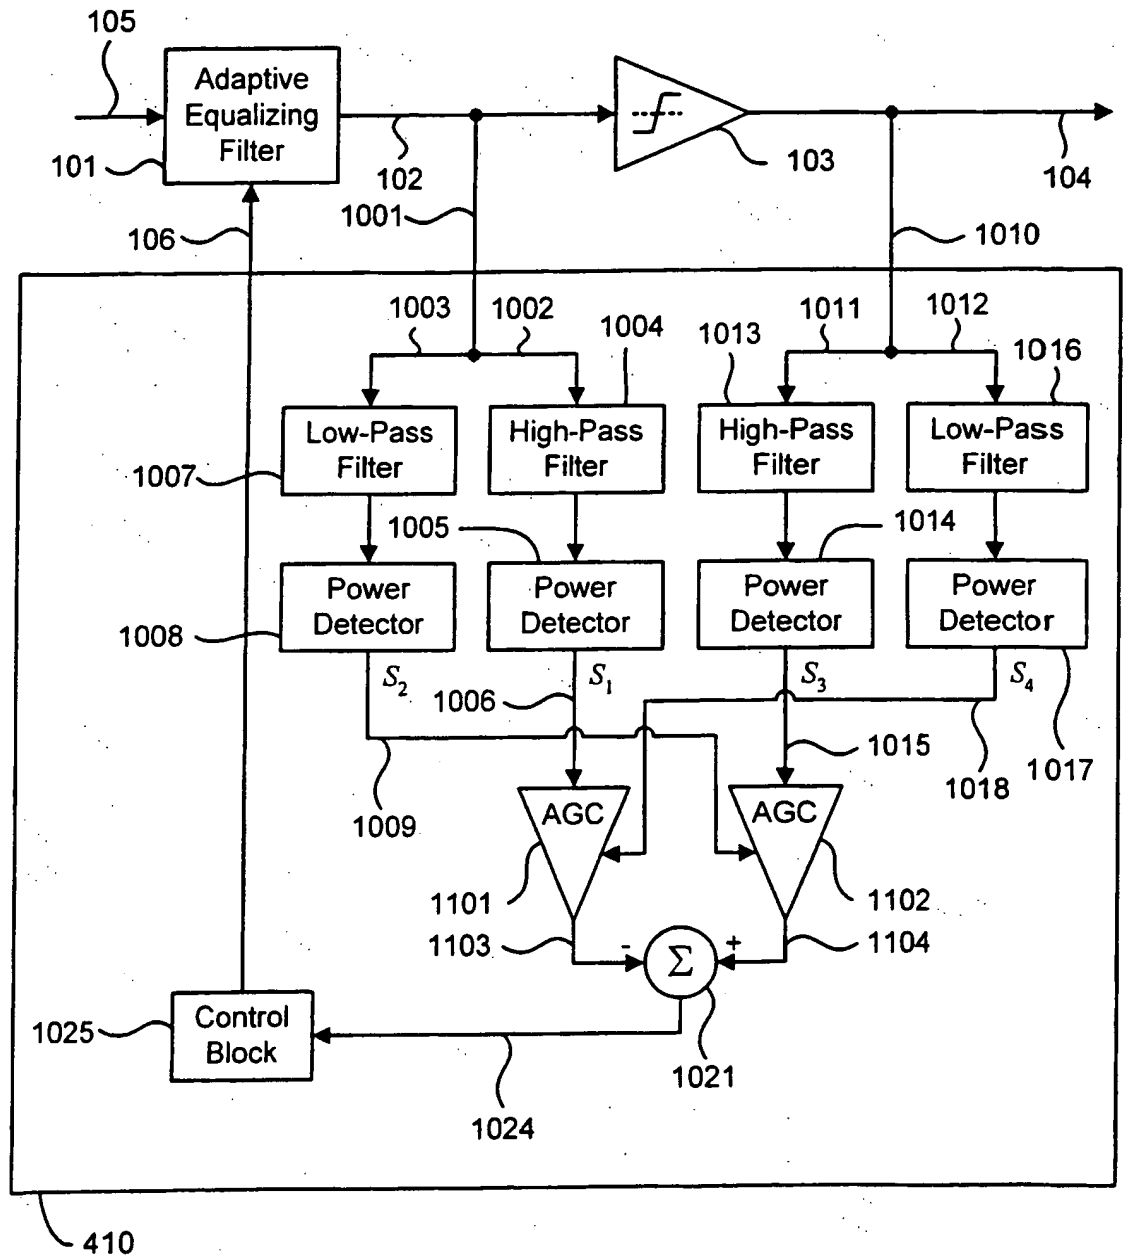 105
Adaptive
Equalizing
Filter
101
102
103
104
106
1001
1010
1003
1002
1004
1013
1011
1012
1016
Low-Pass
Filter
High-Pass
Filter
High-Pass
Filter
Low-Pass
Filter
1007
1005
1014
Power
Detector
Power
Detector
Power
Detector
Power
Detector
1008
S2
S1
S3
S4
1006
1015
1018
1017
1009
AGC
AGC
1101
1102
1103
-
+
1104
Σ
Control
Block
1025
1021
1024
410